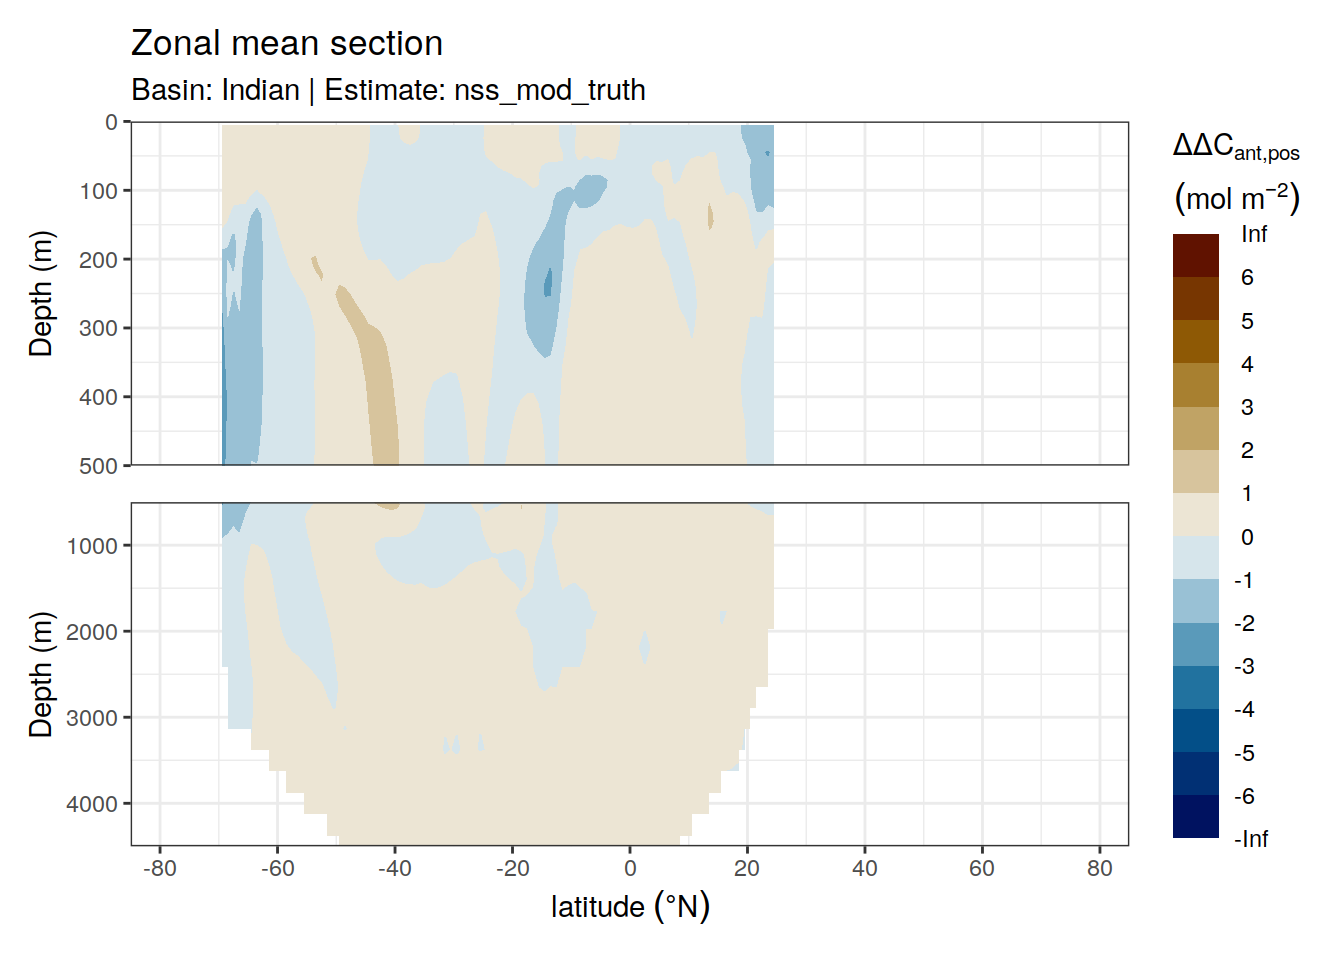 Zonal mean section
Basin: Indian | Estimate: nss_mod_truth
0
100
200
300
400
500
Depth (m)
1000
2000
3000
4000
Depth (m)
-80 -60 -40 -20 0 20 40 60 80
latitude (°N)
ΔΔC_ant,pos
(mol m⁻²)
Inf
6
5
4
3
2
1
0
-1
-2
-3
-4
-5
-6
-Inf